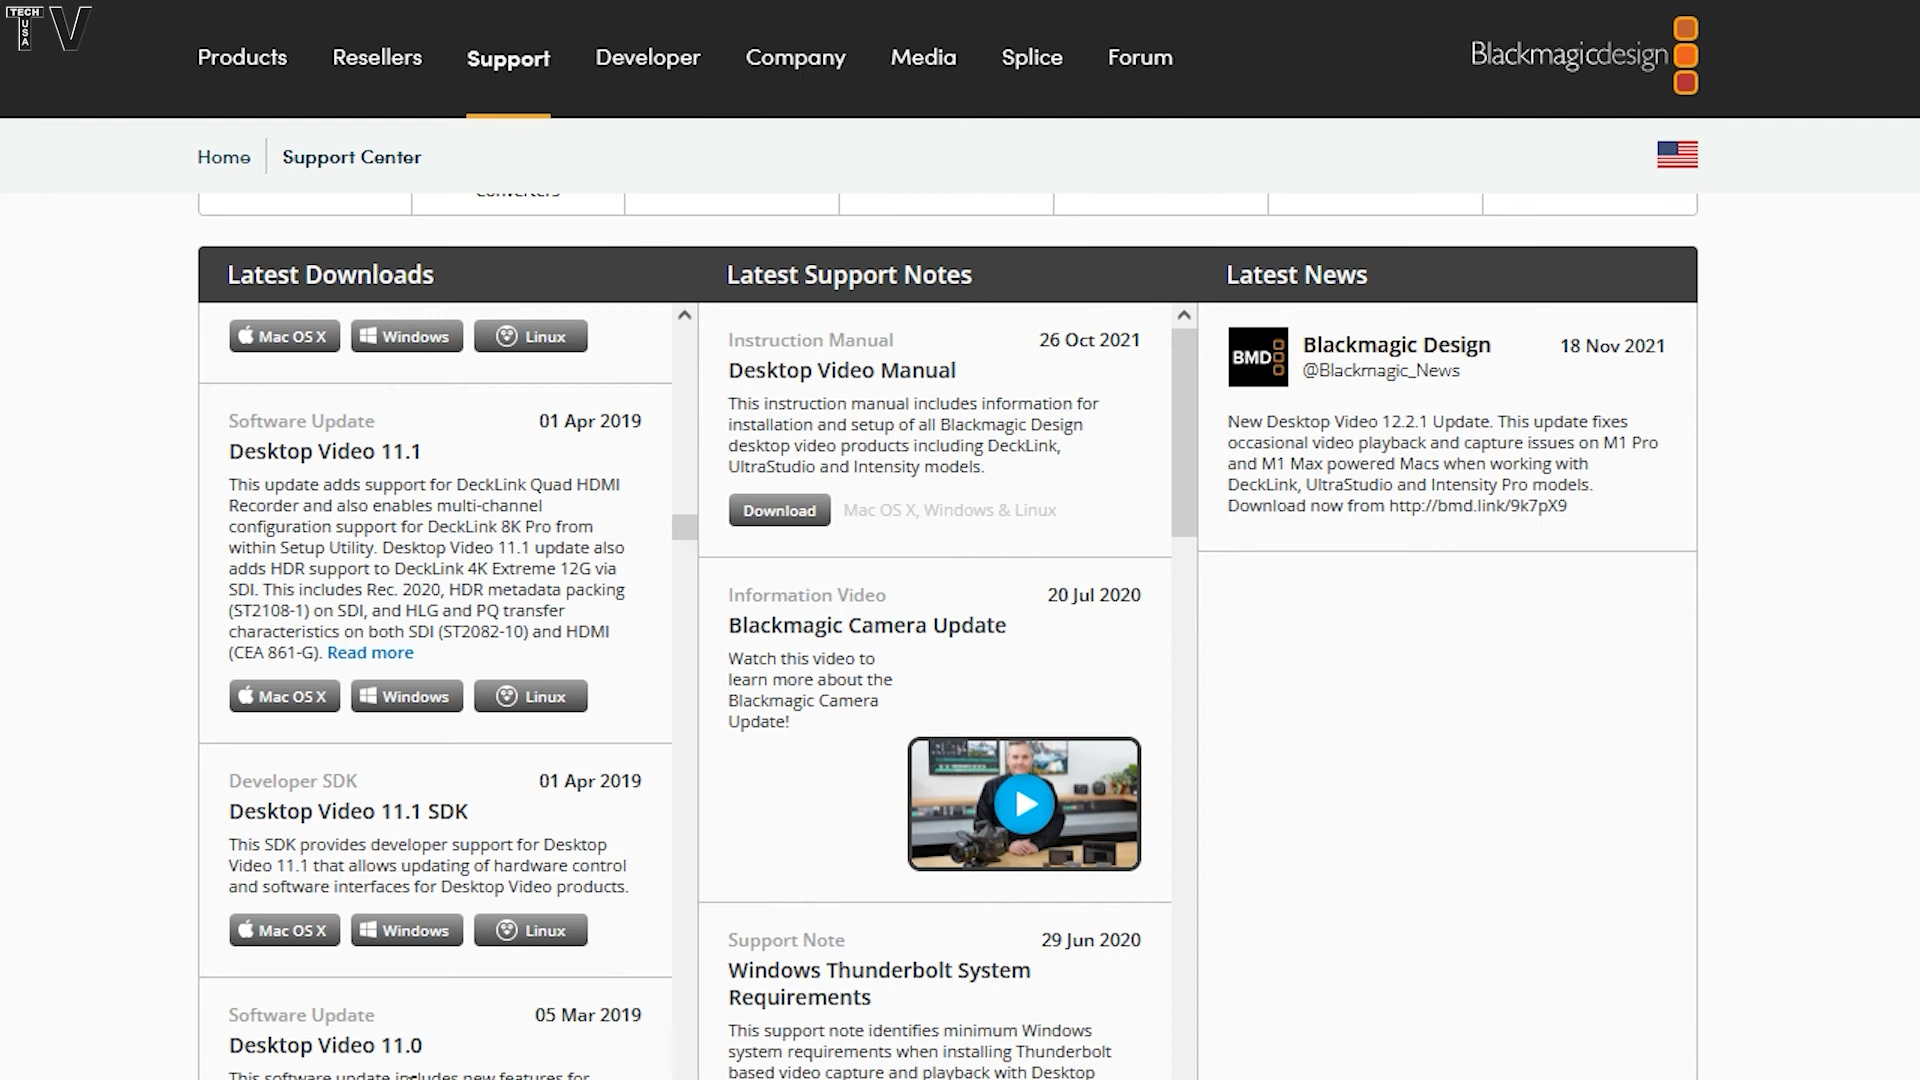 TECH
USA
TV
Products Resellers Support Developer Company Media Splice Forum
Blackmagicdesign
Home Support Center
Latest Downloads
Mac OS X Windows Linux
Software Update 01 Apr 2019
Desktop Video 11.1
This update adds support for DeckLink Quad HDMI
Recorder and also enables multi-channel
configuration support for DeckLink 8K Pro from
within Setup Utility. Desktop Video 11.1 update also
adds HDR support to DeckLink 4K Extreme 12G via
SDI. This includes Rec. 2020, HDR metadata packing
(ST2108-1) on SDI, and HLG and PQ transfer
characteristics on both SDI (ST2082-10) and HDMI
(CEA 861-G). Read more
Mac OS X Windows Linux
Developer SDK 01 Apr 2019
Desktop Video 11.1 SDK
This SDK provides developer support for Desktop
Video 11.1 that allows updating of hardware control
and software interfaces for Desktop Video products.
Mac OS X Windows Linux
Software Update 05 Mar 2019
Desktop Video 11.0
This software update includes new features for
Latest Support Notes
Instruction Manual 26 Oct 2021
Desktop Video Manual
This instruction manual includes information for
installation and setup of all Blackmagic Design
desktop video products including DeckLink,
UltraStudio and Intensity models.
Download Mac OS X, Windows & Linux
Information Video 20 Jul 2020
Blackmagic Camera Update
Watch this video to
learn more about the
Blackmagic Camera
Update!
Support Note 29 Jun 2020
Windows Thunderbolt System
Requirements
This support note identifies minimum Windows
system requirements when installing Thunderbolt
based video capture and playback with Desktop
Latest News
BMD
Blackmagic Design 18 Nov 2021
@Blackmagic_News
New Desktop Video 12.2.1 Update. This update fixes
occasional video playback and capture issues on M1 Pro
and M1 Max powered Macs when working with
DeckLink, UltraStudio and Intensity Pro models.
Download now from http://bmd.link/9k7pX9